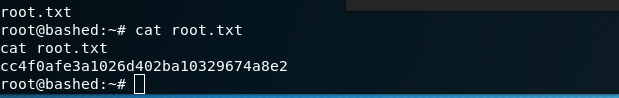 root.txt
root@bashed:~# cat root.txt
cat root.txt
cc4f0afe3a1026d402ba10329674a8e2
root@bashed:~#